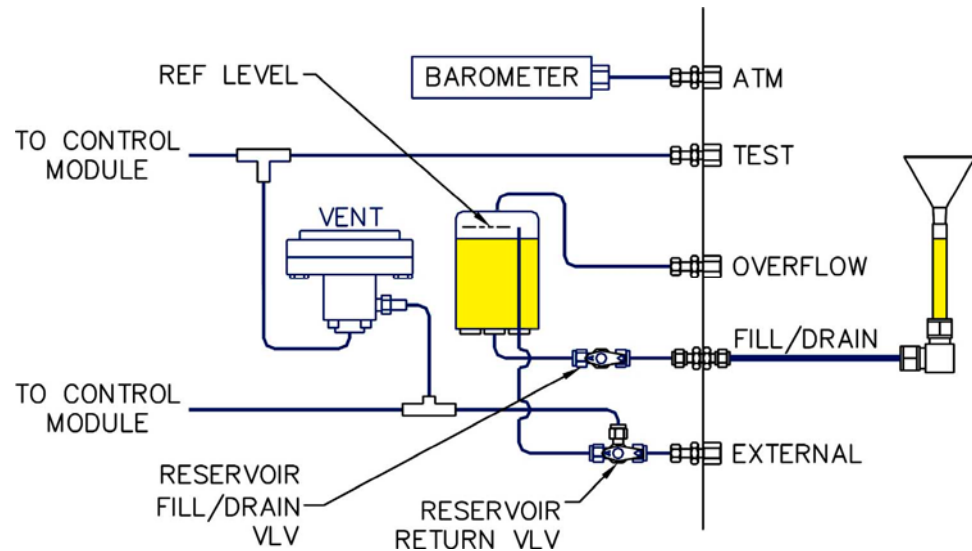 REF LEVEL
BAROMETER
ATM
TO CONTROL
MODULE
TEST
VENT
OVERFLOW
FILL/DRAIN
TO CONTROL
MODULE
EXTERNAL
RESERVOIR
FILL/DRAIN
VLV
RESERVOIR
RETURN VLV